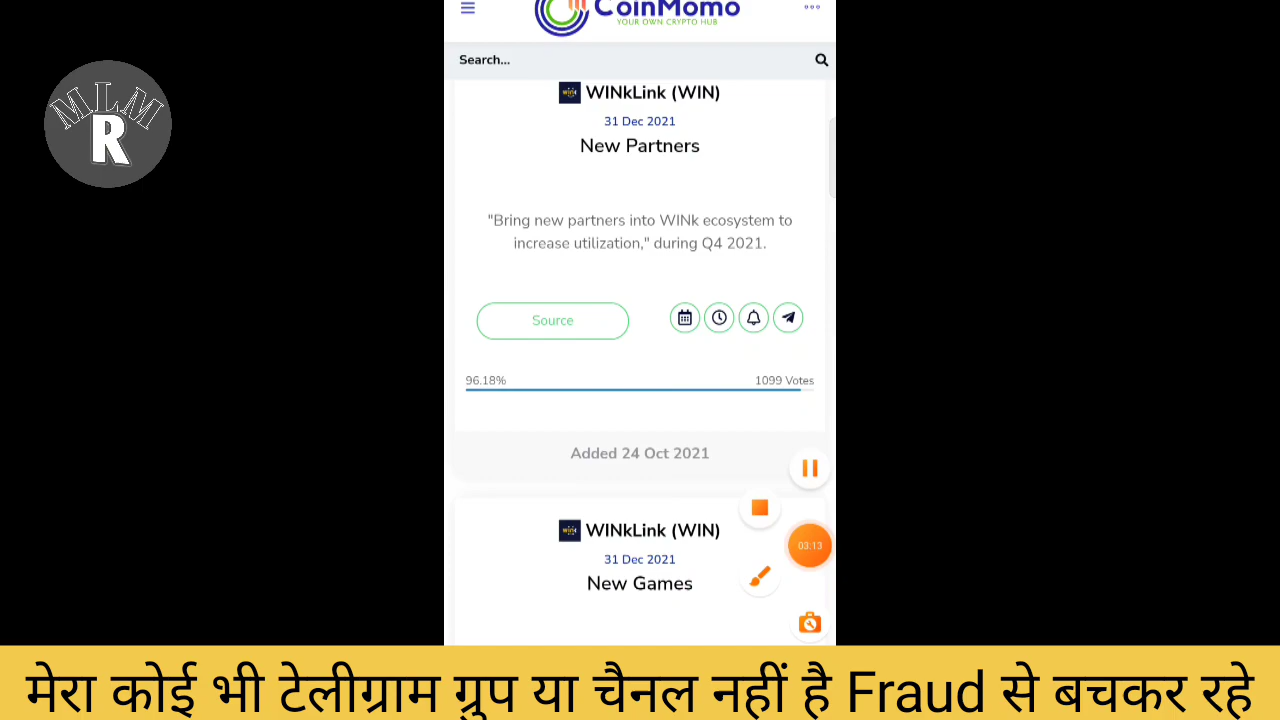 CoinMomo
YOUR OWN CRYPTO HUB
Search...
MLM
R
WINkLink (WIN)
31 Dec 2021
New Partners
"Bring new partners into WINk ecosystem to
increase utilization," during Q4 2021.
Source
96.18% 1099 Votes
Added 24 Oct 2021
WINkLink (WIN)
31 Dec 2021
03:13
New Games
मेरा कोई भी टेलीग्राम ग्रुप या चैनल नहीं है Fraud से बचकर रहे